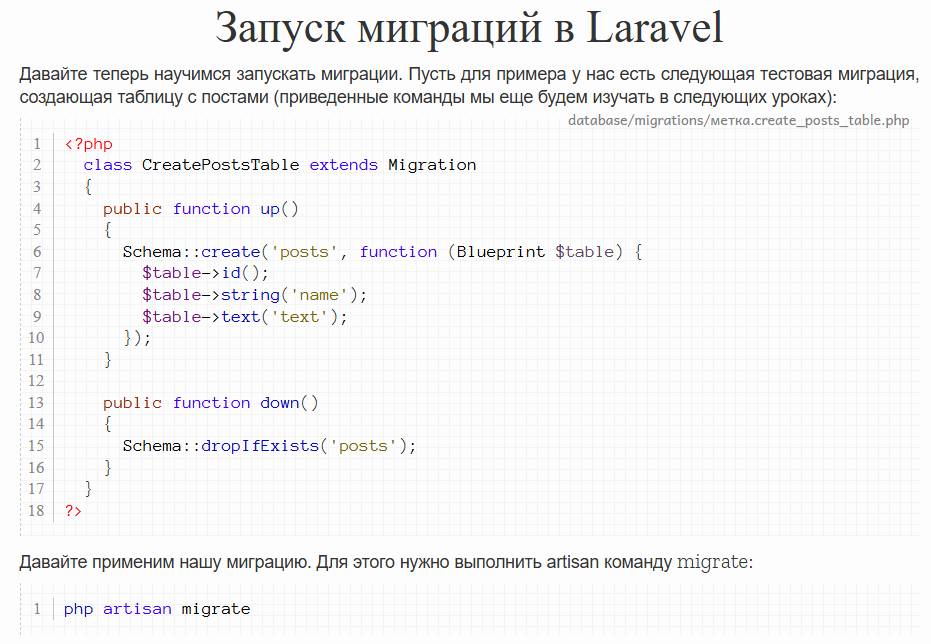 Запуск миграций в Laravel
Давайте теперь научимся запускать миграции. Пусть для примера у нас есть следующая тестовая миграция,
создающая таблицу с постами (приведенные команды мы еще будем изучать в следующих уроках):
database/migrations/метка.create_posts_table.php
1 <?php
2 class CreatePostsTable extends Migration
3 {
4 public function up()
5 {
6 Schema::create('posts', function (Blueprint $table) {
7 $table->id();
8 $table->string('name');
9 $table->text('text');
10 });
11 }
12
13 public function down()
14 {
15 Schema::dropIfExists('posts');
16 }
17 }
18 ?>
Давайте применим нашу миграцию. Для этого нужно выполнить artisan команду migrate:
1 php artisan migrate